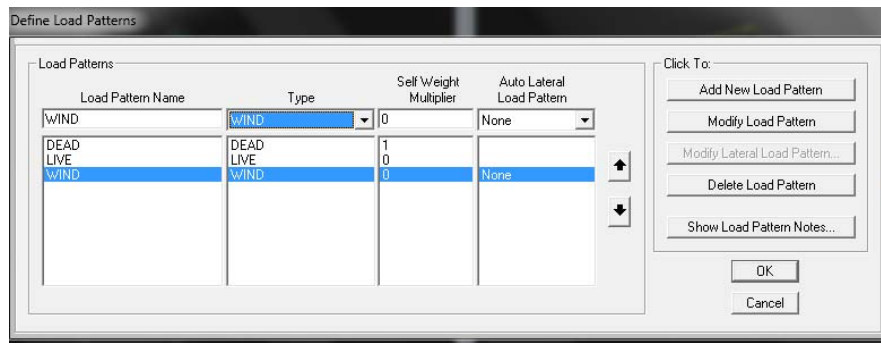 Define Load Patterns
Load Patterns
Load Pattern Name Type Self Weight Multiplier Auto Lateral Load Pattern
WIND WIND 0 None
DEAD DEAD 1
LIVE LIVE 0
WIND WIND 0 None
Click To:
Add New Load Pattern
Modify Load Pattern
Modify Lateral Load Pattern...
Delete Load Pattern
Show Load Pattern Notes...
OK
Cancel